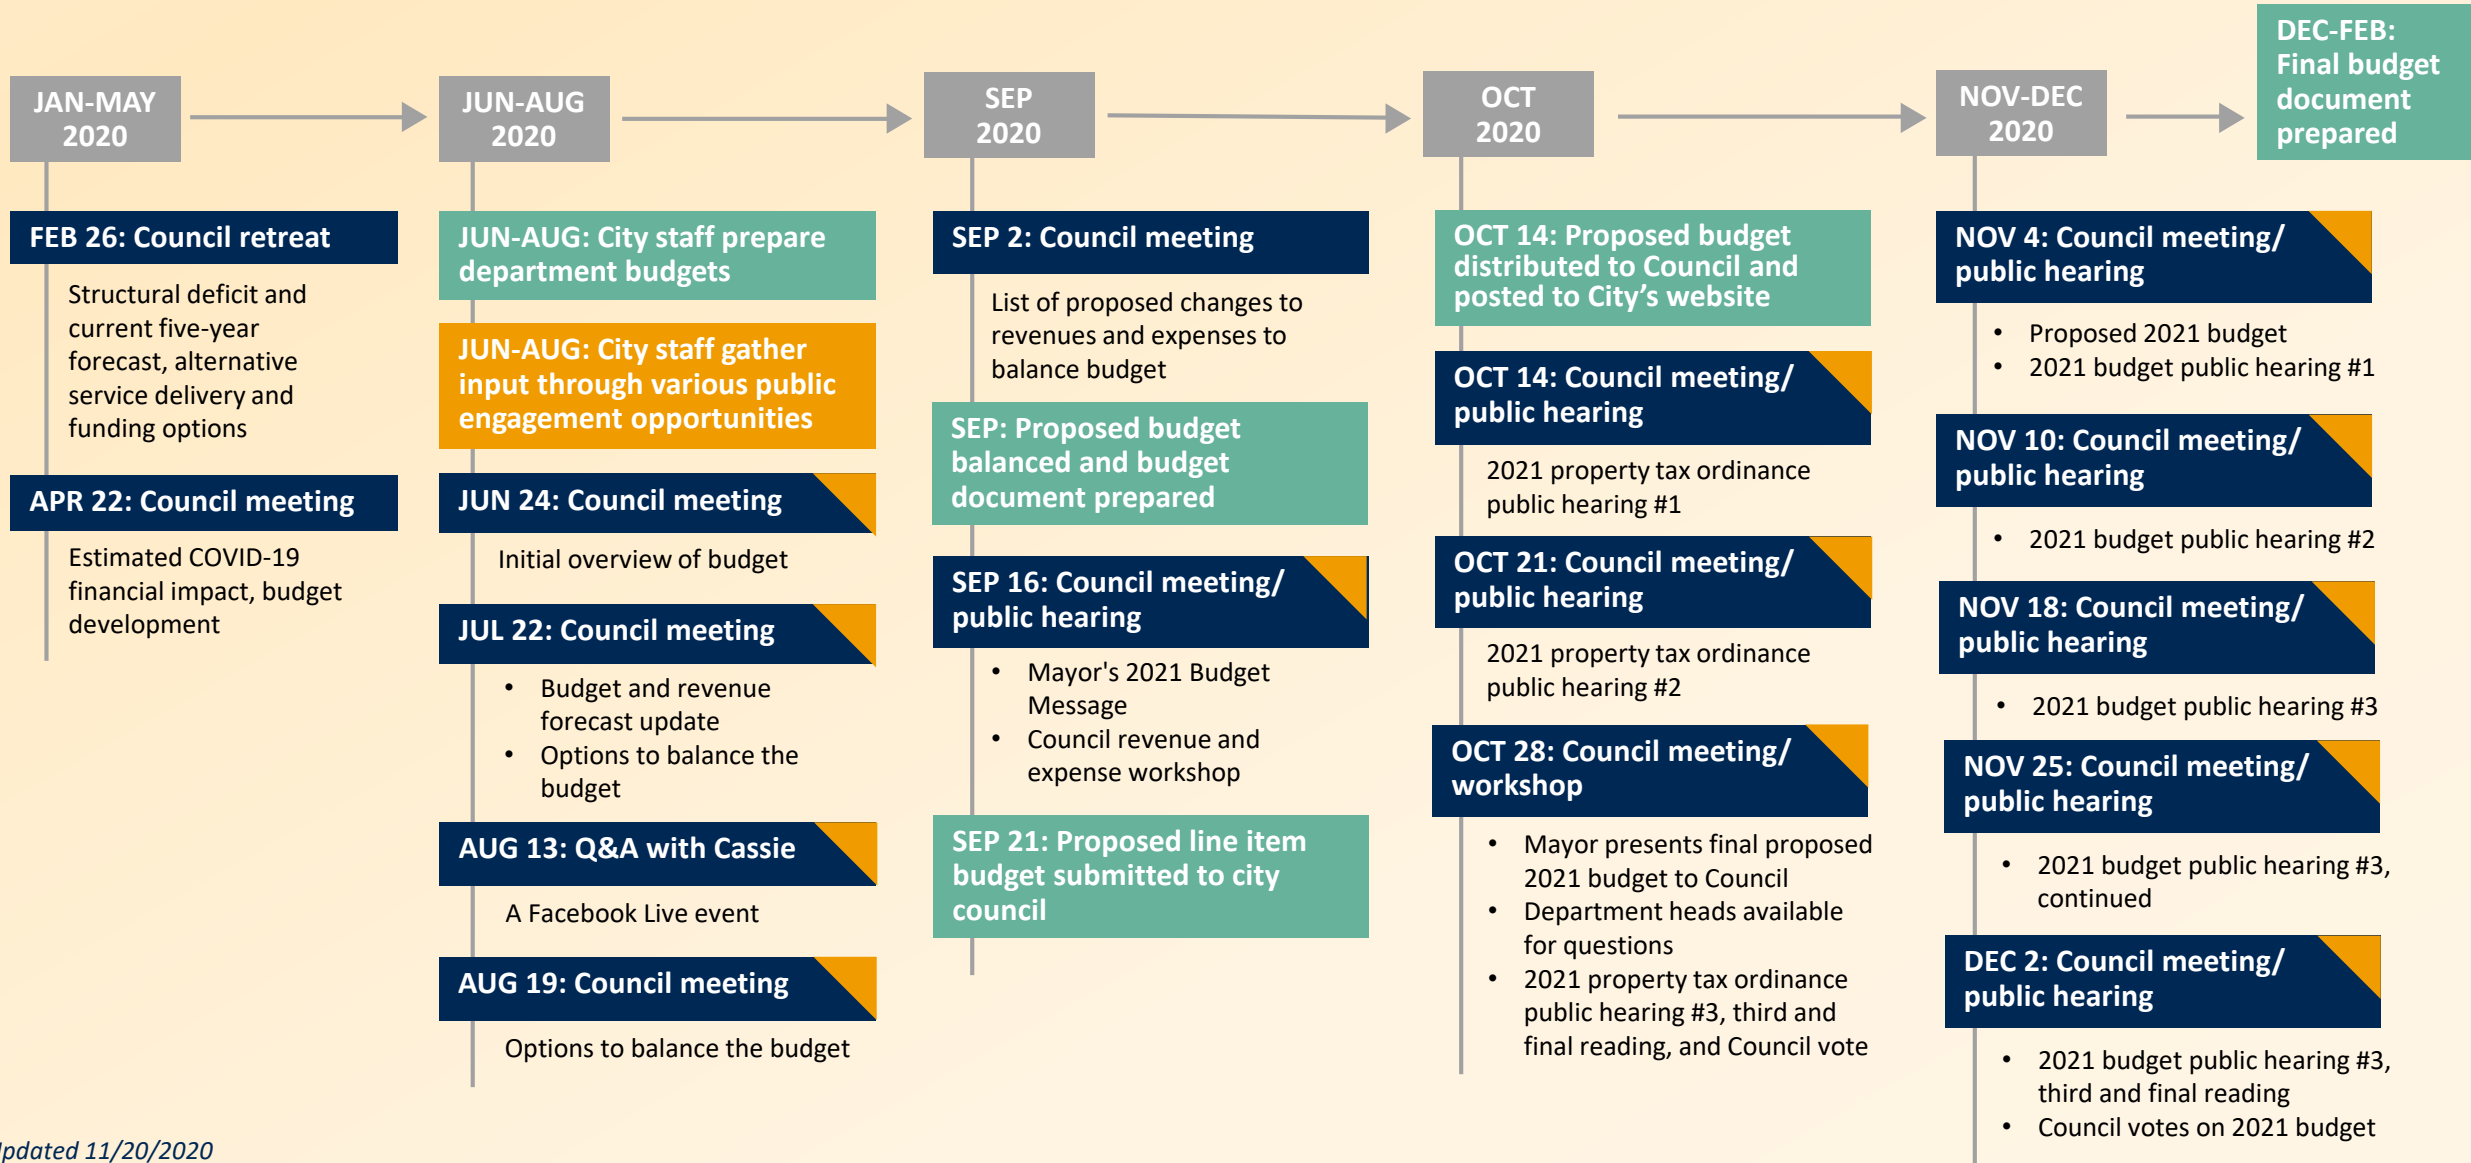 JAN-MAY
2020
FEB 26: Council retreat
Structural deficit and
current five-year
forecast, alternative
service delivery and
funding options
APR 22: Council meeting
Estimated COVID-19
financial impact, budget
development
JUN-AUG
2020
JUN-AUG: City staff prepare
department budgets
JUN-AUG: City staff gather
input through various public
engagement opportunities
JUN 24: Council meeting
Initial overview of budget
JUL 22: Council meeting
• Budget and revenue
forecast update
• Options to balance the
budget
AUG 13: Q&A with Cassie
A Facebook Live event
AUG 19: Council meeting
Options to balance the budget
SEP
2020
SEP 2: Council meeting
List of proposed changes to
revenues and expenses to
balance budget
SEP: Proposed budget
balanced and budget
document prepared
SEP 16: Council meeting/
public hearing
• Mayor's 2021 Budget
Message
• Council revenue and
expense workshop
SEP 21: Proposed line item
budget submitted to city
council
OCT
2020
OCT 14: Proposed budget
distributed to Council and
posted to City’s website
OCT 14: Council meeting/
public hearing
2021 property tax ordinance
public hearing #1
OCT 21: Council meeting/
public hearing
2021 property tax ordinance
public hearing #2
OCT 28: Council meeting/
workshop
• Mayor presents final proposed
2021 budget to Council
• Department heads available
for questions
• 2021 property tax ordinance
public hearing #3, third and
final reading, and Council vote
NOV-DEC
2020
NOV 4: Council meeting/
public hearing
• Proposed 2021 budget
• 2021 budget public hearing #1
NOV 10: Council meeting/
public hearing
• 2021 budget public hearing #2
NOV 18: Council meeting/
public hearing
• 2021 budget public hearing #3
NOV 25: Council meeting/
public hearing
• 2021 budget public hearing #3,
continued
DEC 2: Council meeting/
public hearing
• 2021 budget public hearing #3,
third and final reading
• Council votes on 2021 budget
DEC-FEB:
Final budget
document
prepared
Updated 11/20/2020